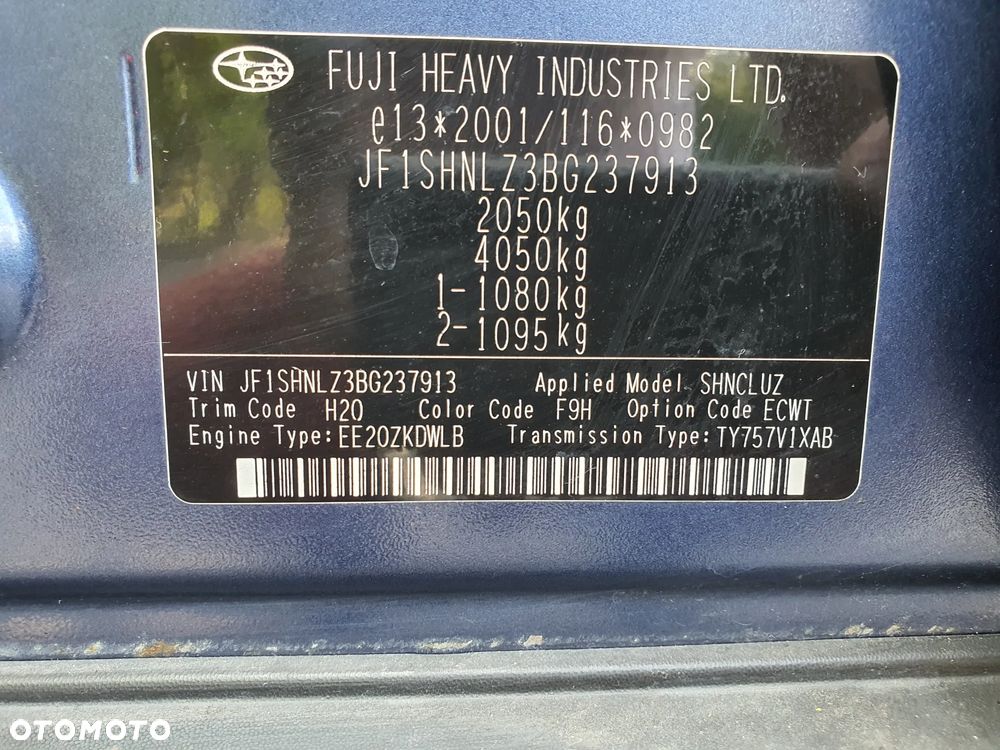 FUJI HEAVY INDUSTRIES LTD.
e13*2001/116*0982
JF1SHNLZ3BG237913
2050kg
4050kg
1-1080kg
2-1095kg
VIN JF1SHNLZ3BG237913 Applied Model SHNCLUZ
Trim Code H20 Color Code F9H Option Code ECWT
Engine Type: EE20ZKDWLB Transmission Type: TY757V1XAB
OTOMOTO